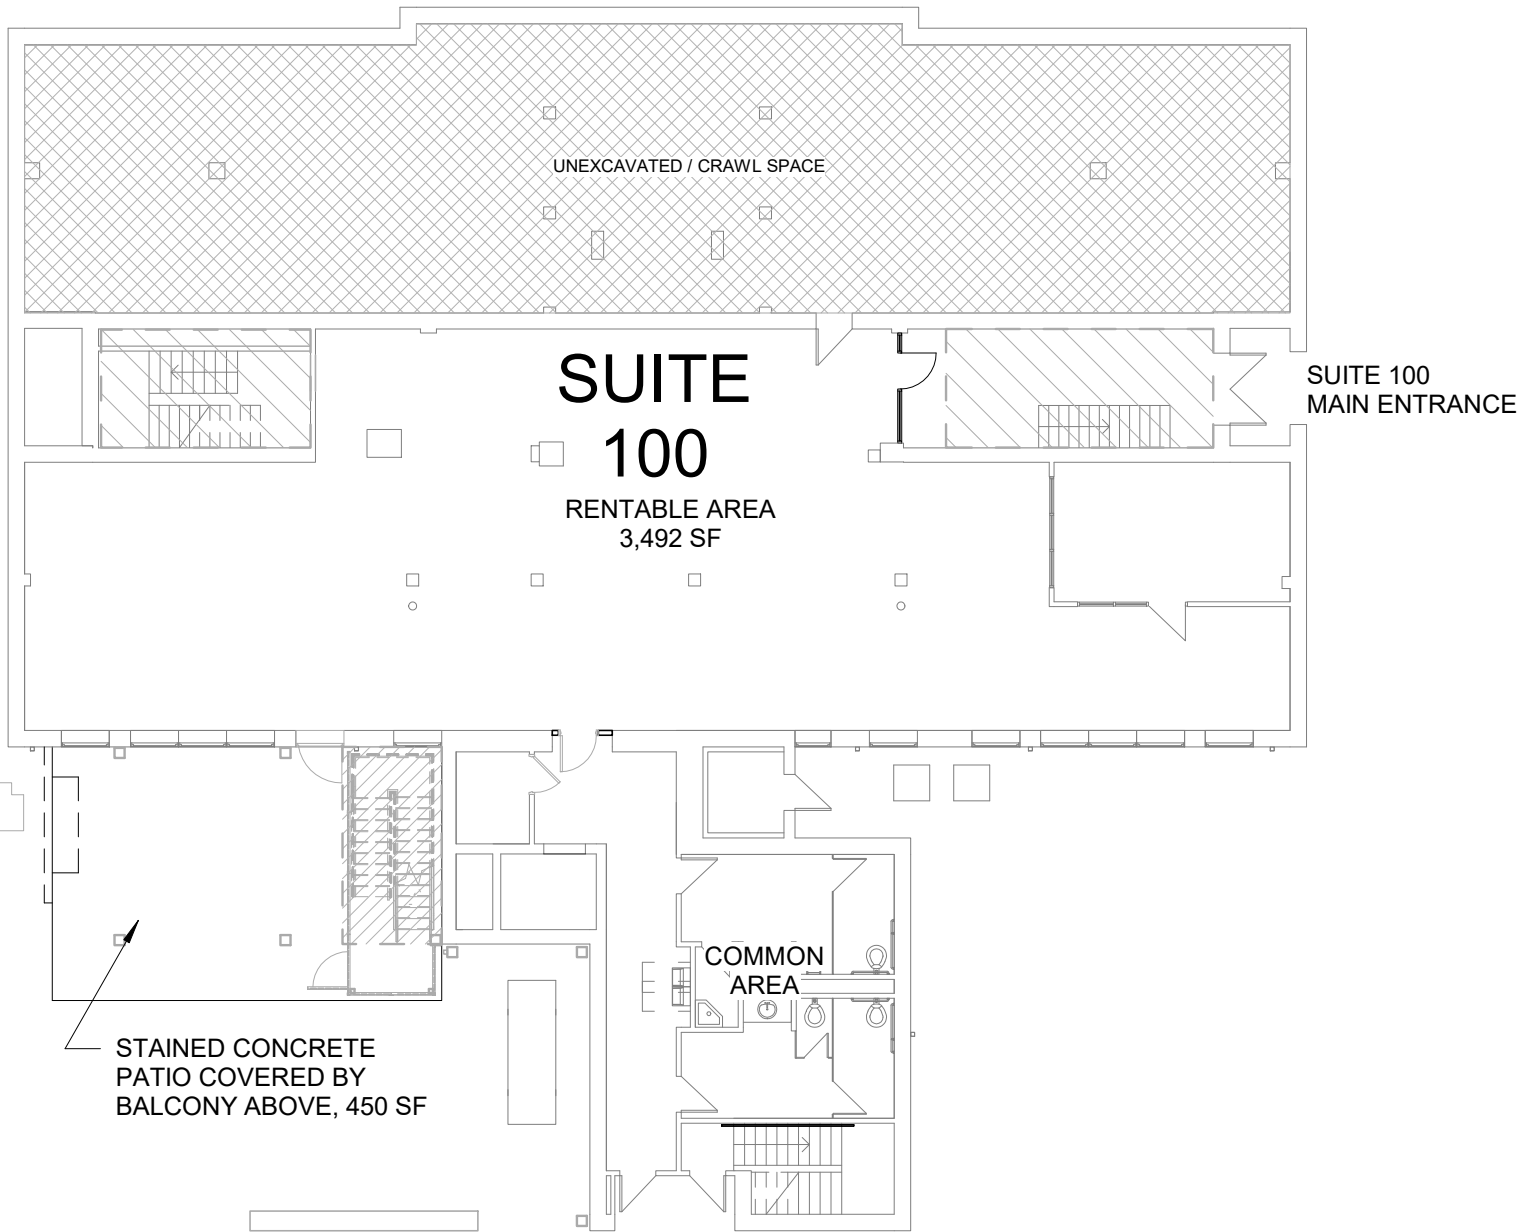 UNEXCAVATED / CRAWL SPACE
SUITE
100
RENTABLE AREA
3,492 SF
SUITE 100
MAIN ENTRANCE
COMMON
AREA
STAINED CONCRETE
PATIO COVERED BY
BALCONY ABOVE, 450 SF